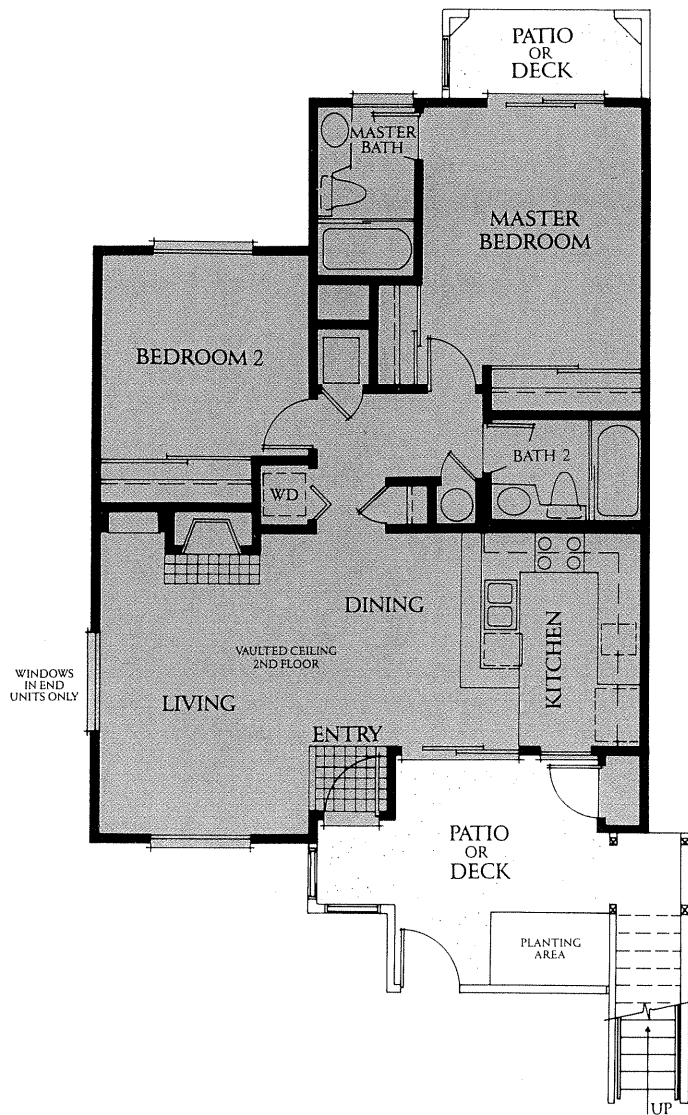 PATIO
OR
DECK
MASTER
BATH
MASTER
BEDROOM
BEDROOM 2
BATH 2
WD
DINING
KITCHEN
VAULTED CEILING
2ND FLOOR
WINDOWS
IN END
UNITS ONLY
LIVING
ENTRY
PATIO
OR
DECK
PLANTING
AREA
UP